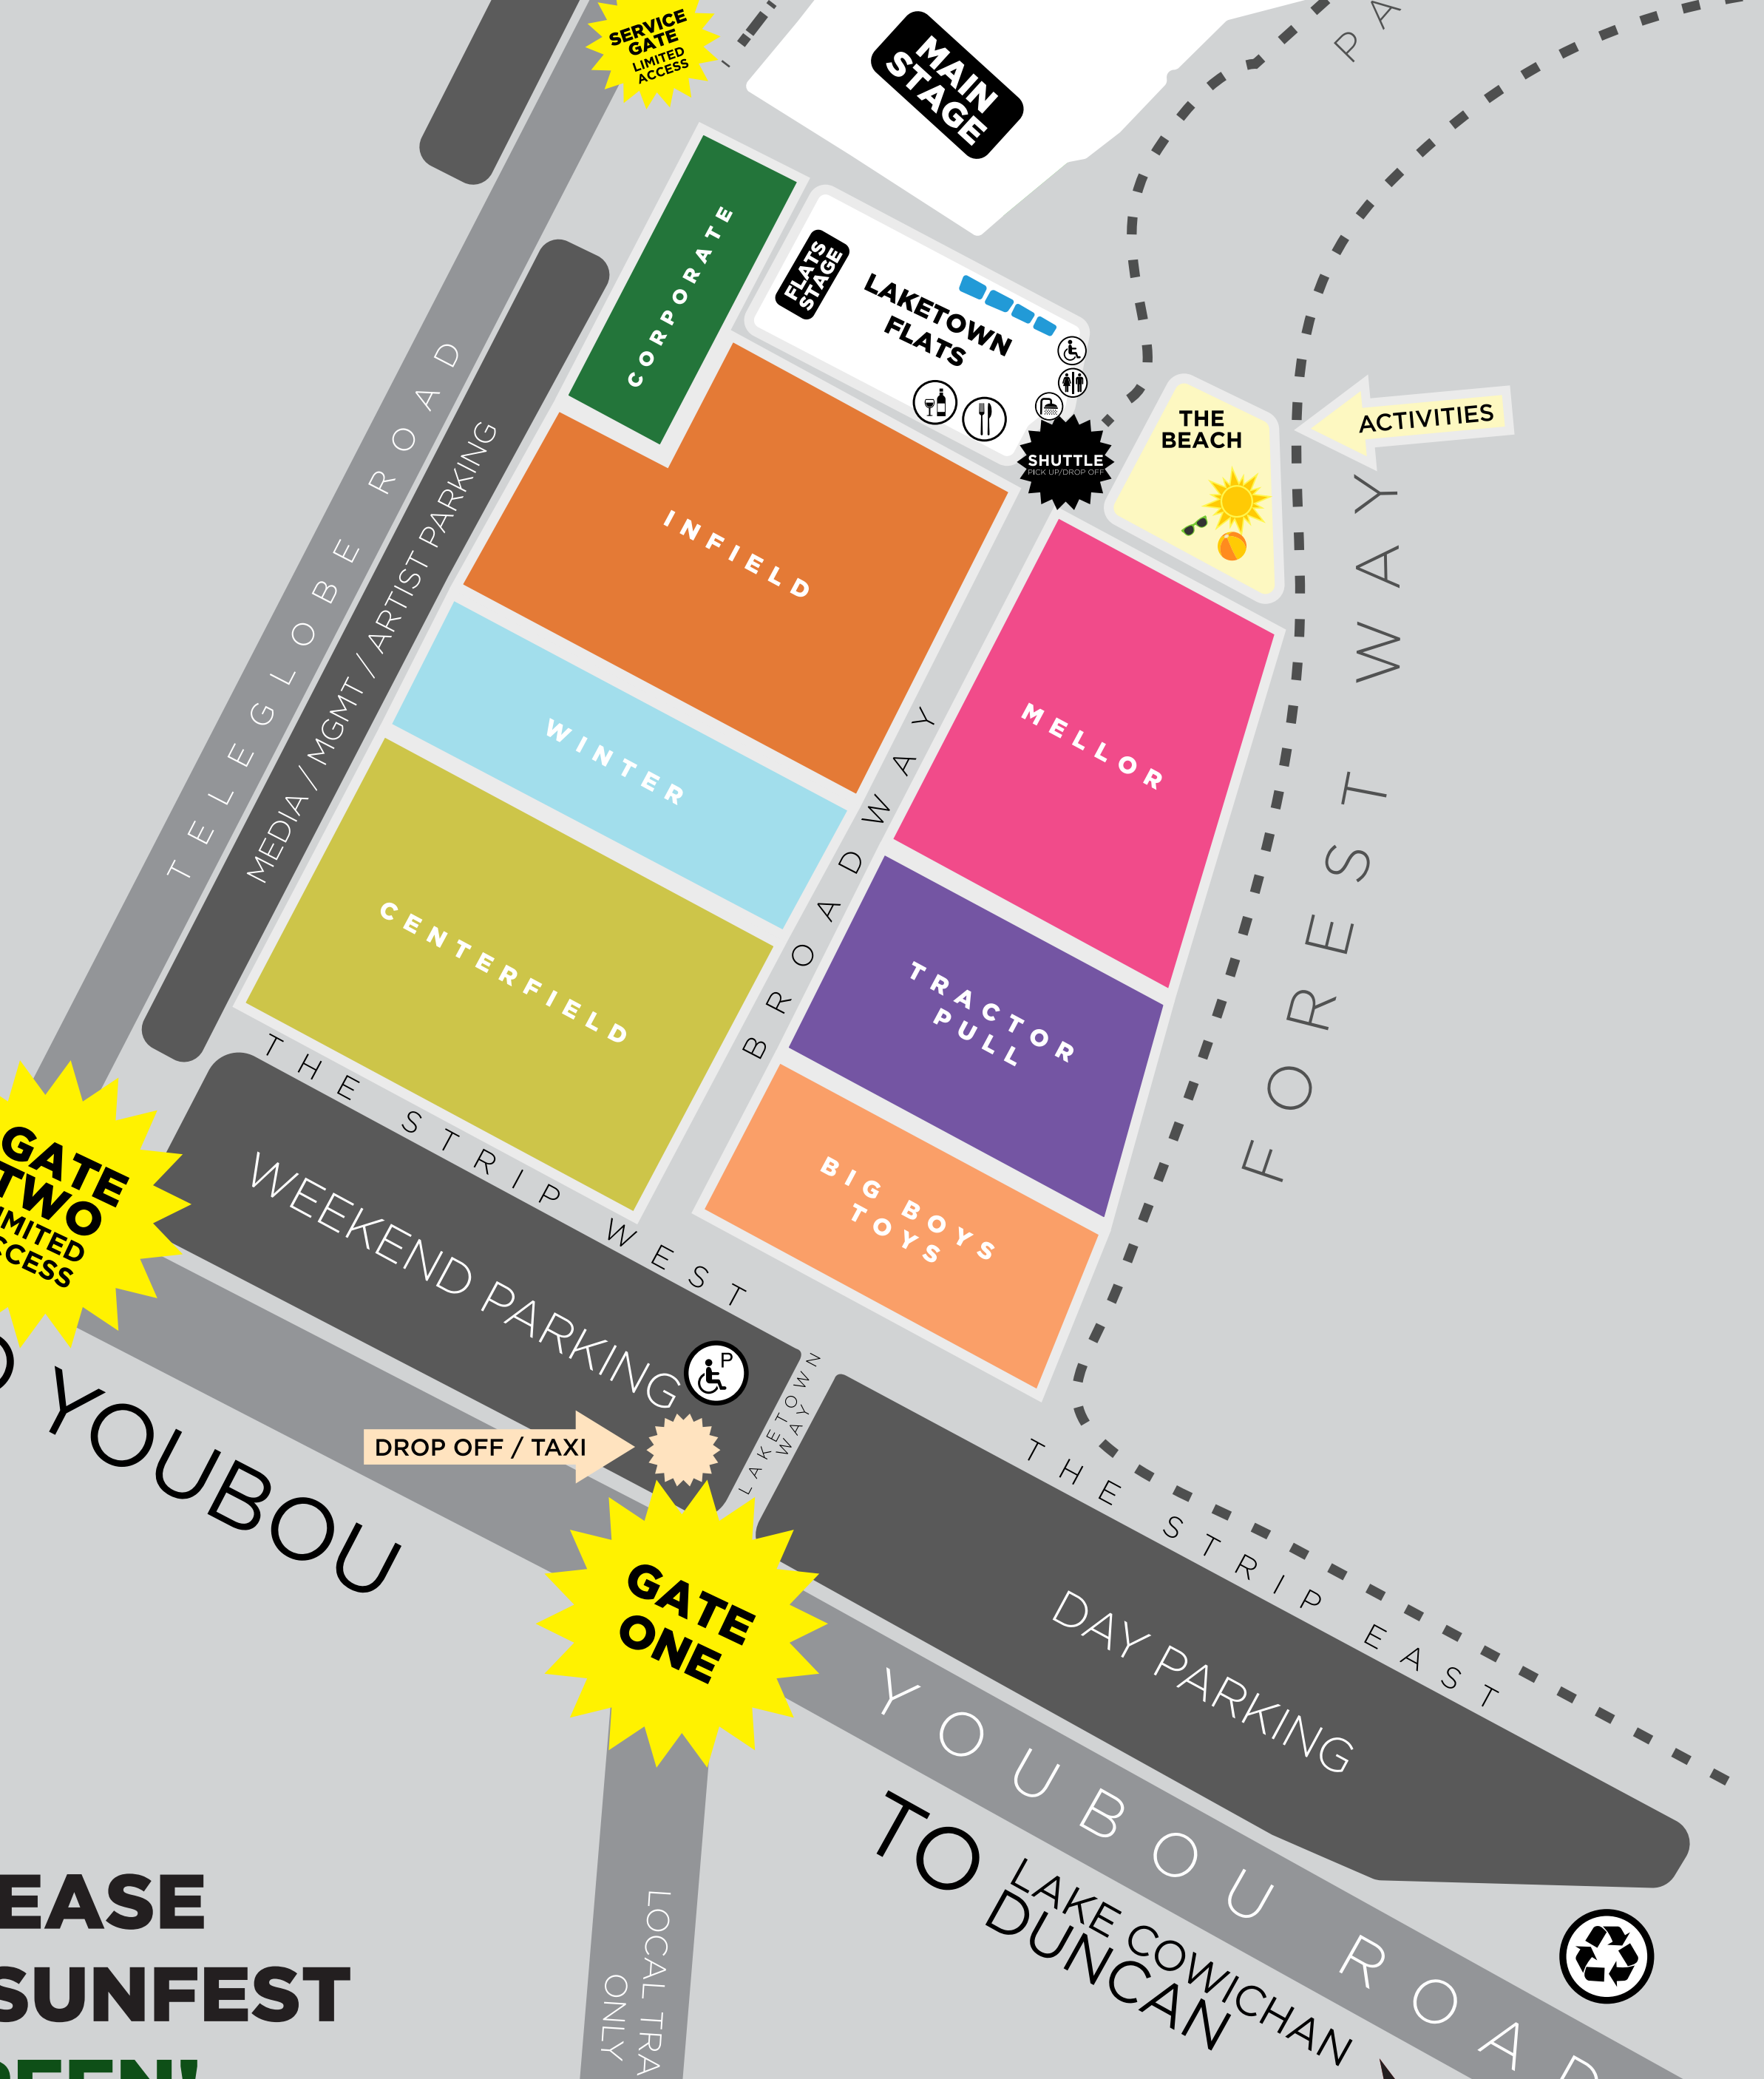 SERVICE
GATE
LIMITED
ACCESS
MAIN
STAGE
P A
CORPORATE
FLATS
STAGE
LAKETOWN
FLATS
THE
BEACH
ACTIVITIES
SHUTTLE
PICK UP/DROP OFF
TELEGLOBE ROAD
MEDIA / MGMT // ARTIST PARKING
INFIELD
WINTER
MELLOR
BROADWAY
FOREST WAY
CENTERFIELD
TRACTOR
PULL
BIG BOYS
TOYS
THE STRIP WEST
GATE
TWO
WEEKEND PARKING
P
LAKETOWN
WAY
DROP OFF / TAXI
YOUBOU
GATE
ONE
THE STRIP EAST
DAY PARKING
YOUBOU ROA
TO
LAKE COWICHAN
DUNCAN
LOCAL TRA
ONLY
EASE
SUNFEST